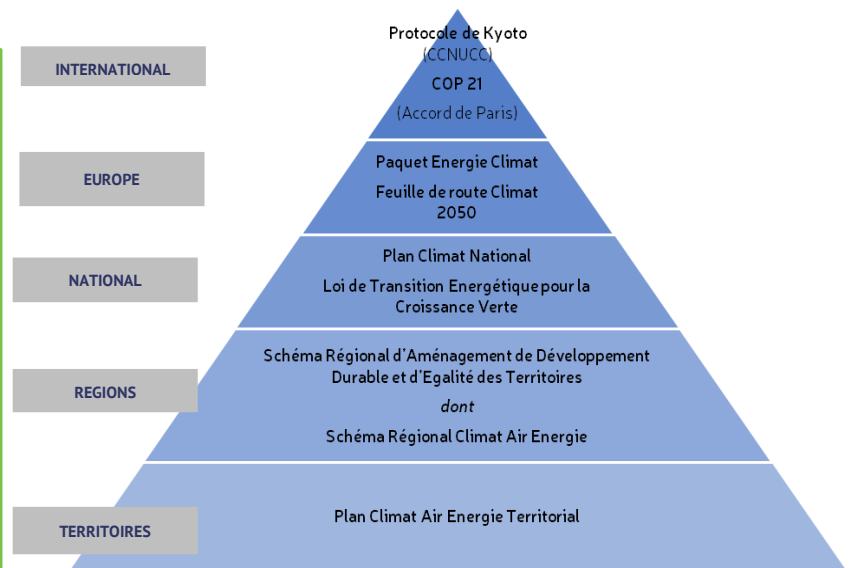 INTERNATIONAL
Protocole de Kyoto
(CCNUCC)
COP 21
(Accord de Paris)
EUROPE
Paquet Energie Climat
Feuille de route Climat
2050
NATIONAL
Plan Climat National
Loi de Transition Energétique pour la
Croissance Verte
REGIONS
Schéma Régional d'Aménagement de Développement
Durable et d'Egalité des Territoires
dont
Schéma Régional Climat Air Energie
TERRITOIRES
Plan Climat Air Energie Territorial